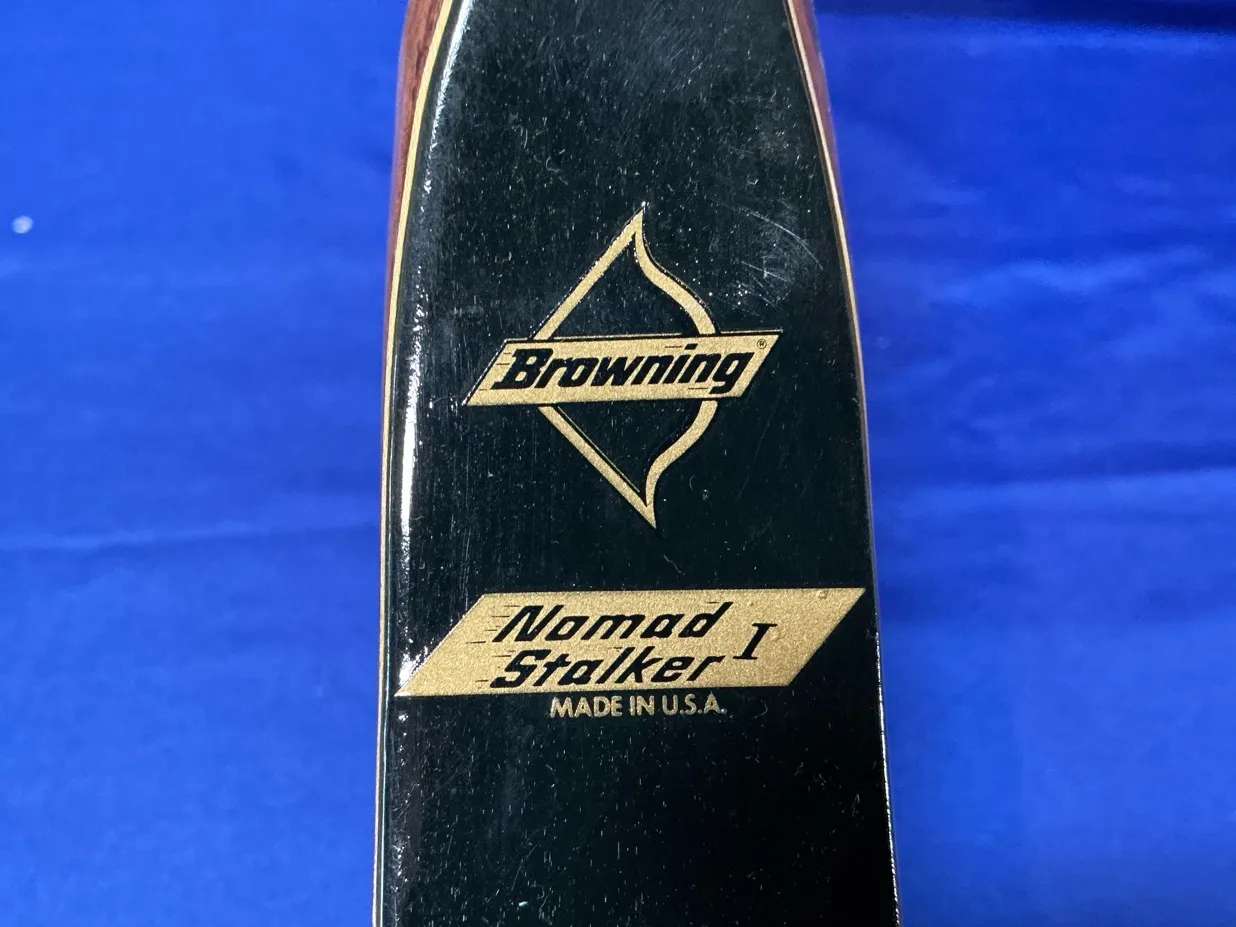 Browning®
Nomad
Stalker I
MADE IN U.S.A.